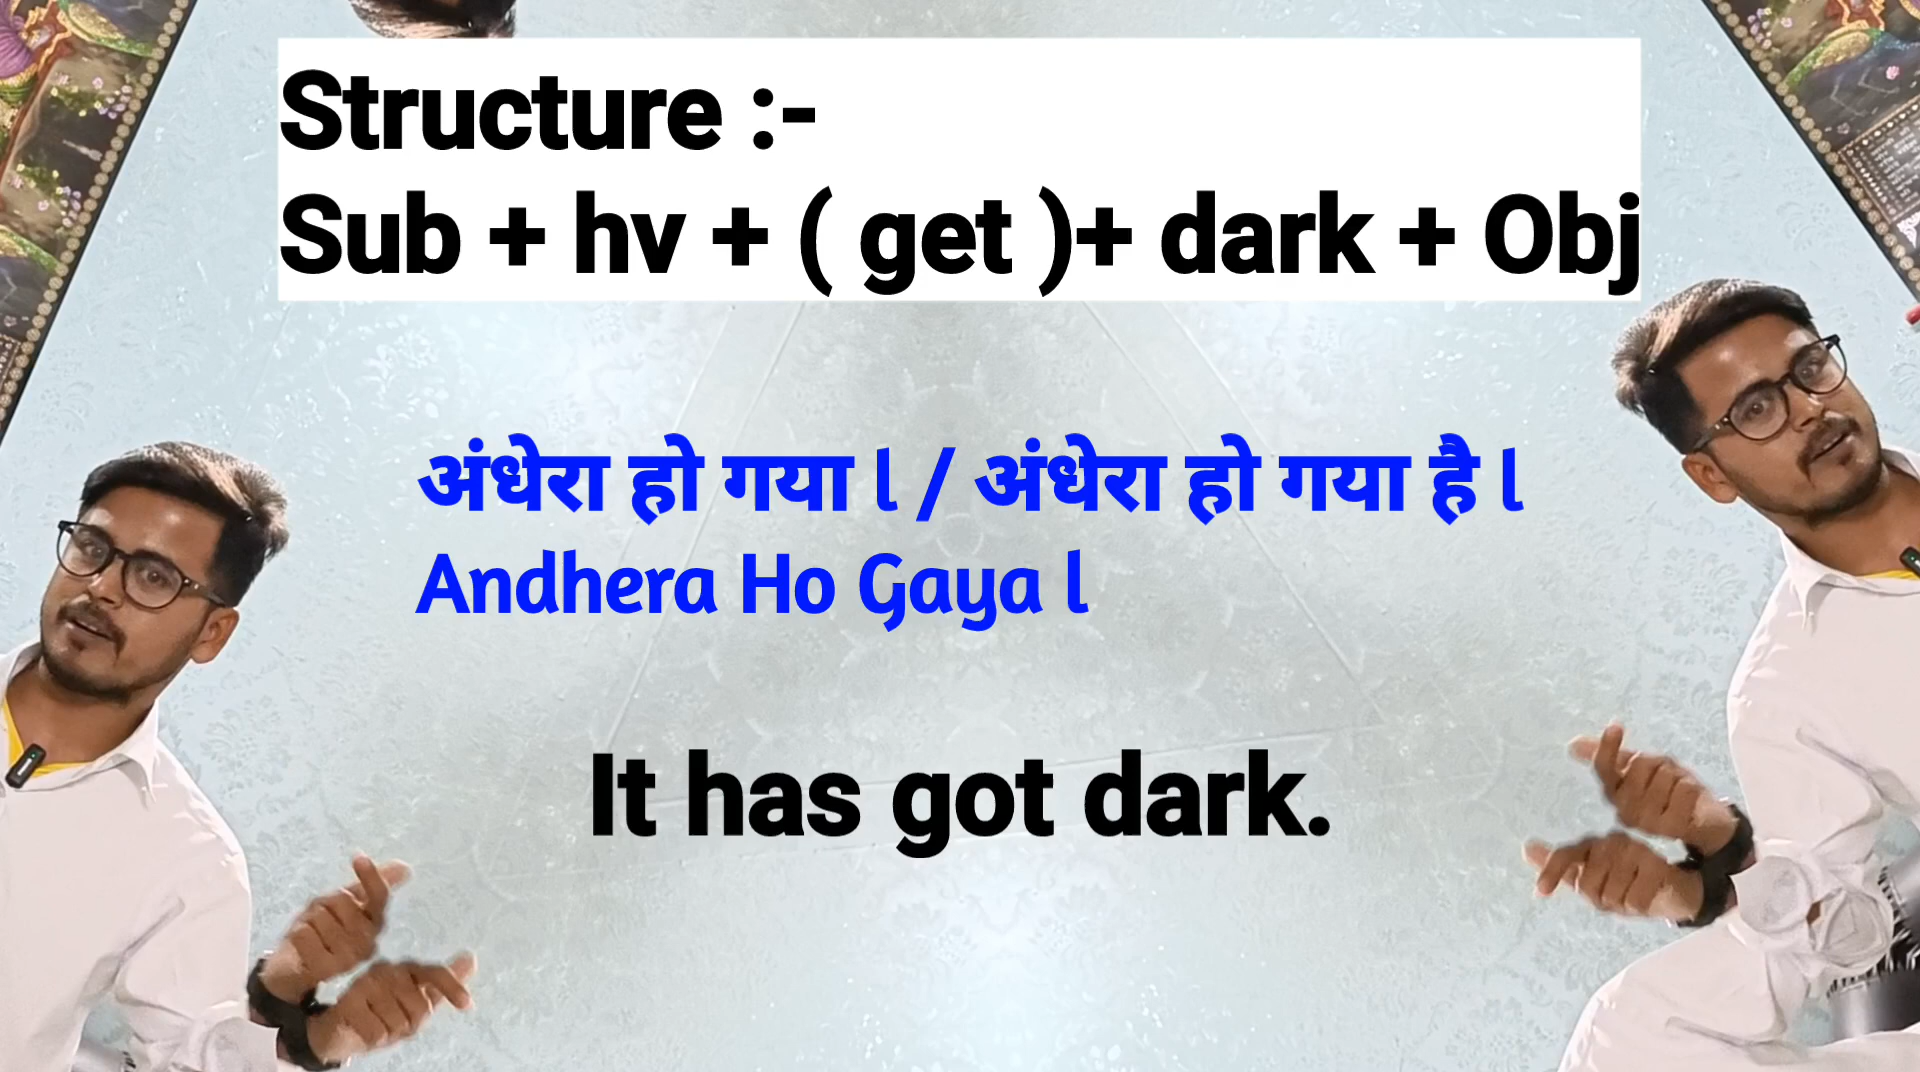 Structure :-
Sub + hv + ( get )+ dark + Obj
अंधेरा हो गया l / अंधेरा हो गया है l
Andhera Ho Gaya l
It has got dark.